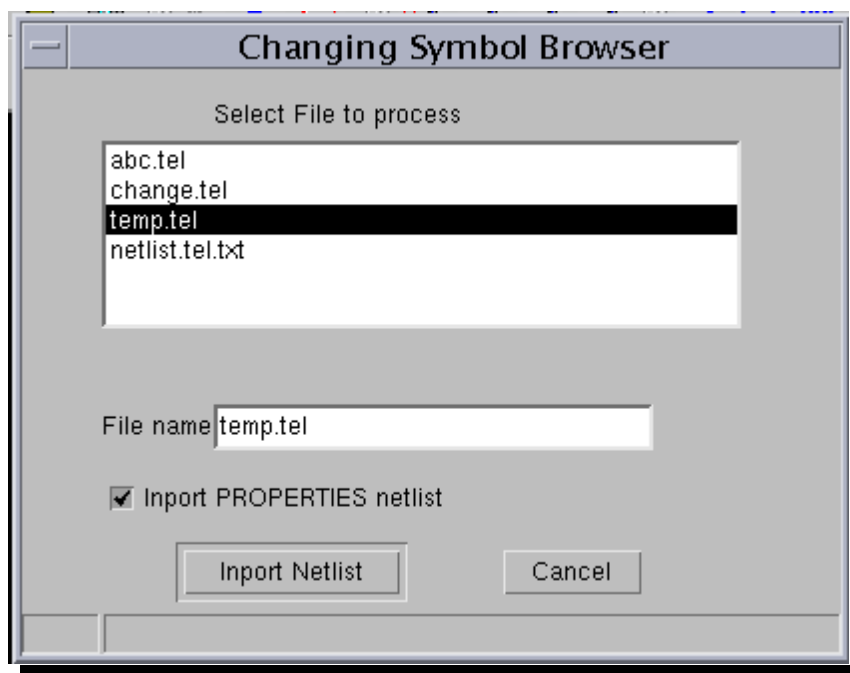 Changing Symbol Browser
Select File to process
abc.tel
change.tel
temp.tel
netlist.tel.txt
File name temp.tel
Inport PROPERTIES netlist
Inport Netlist Cancel